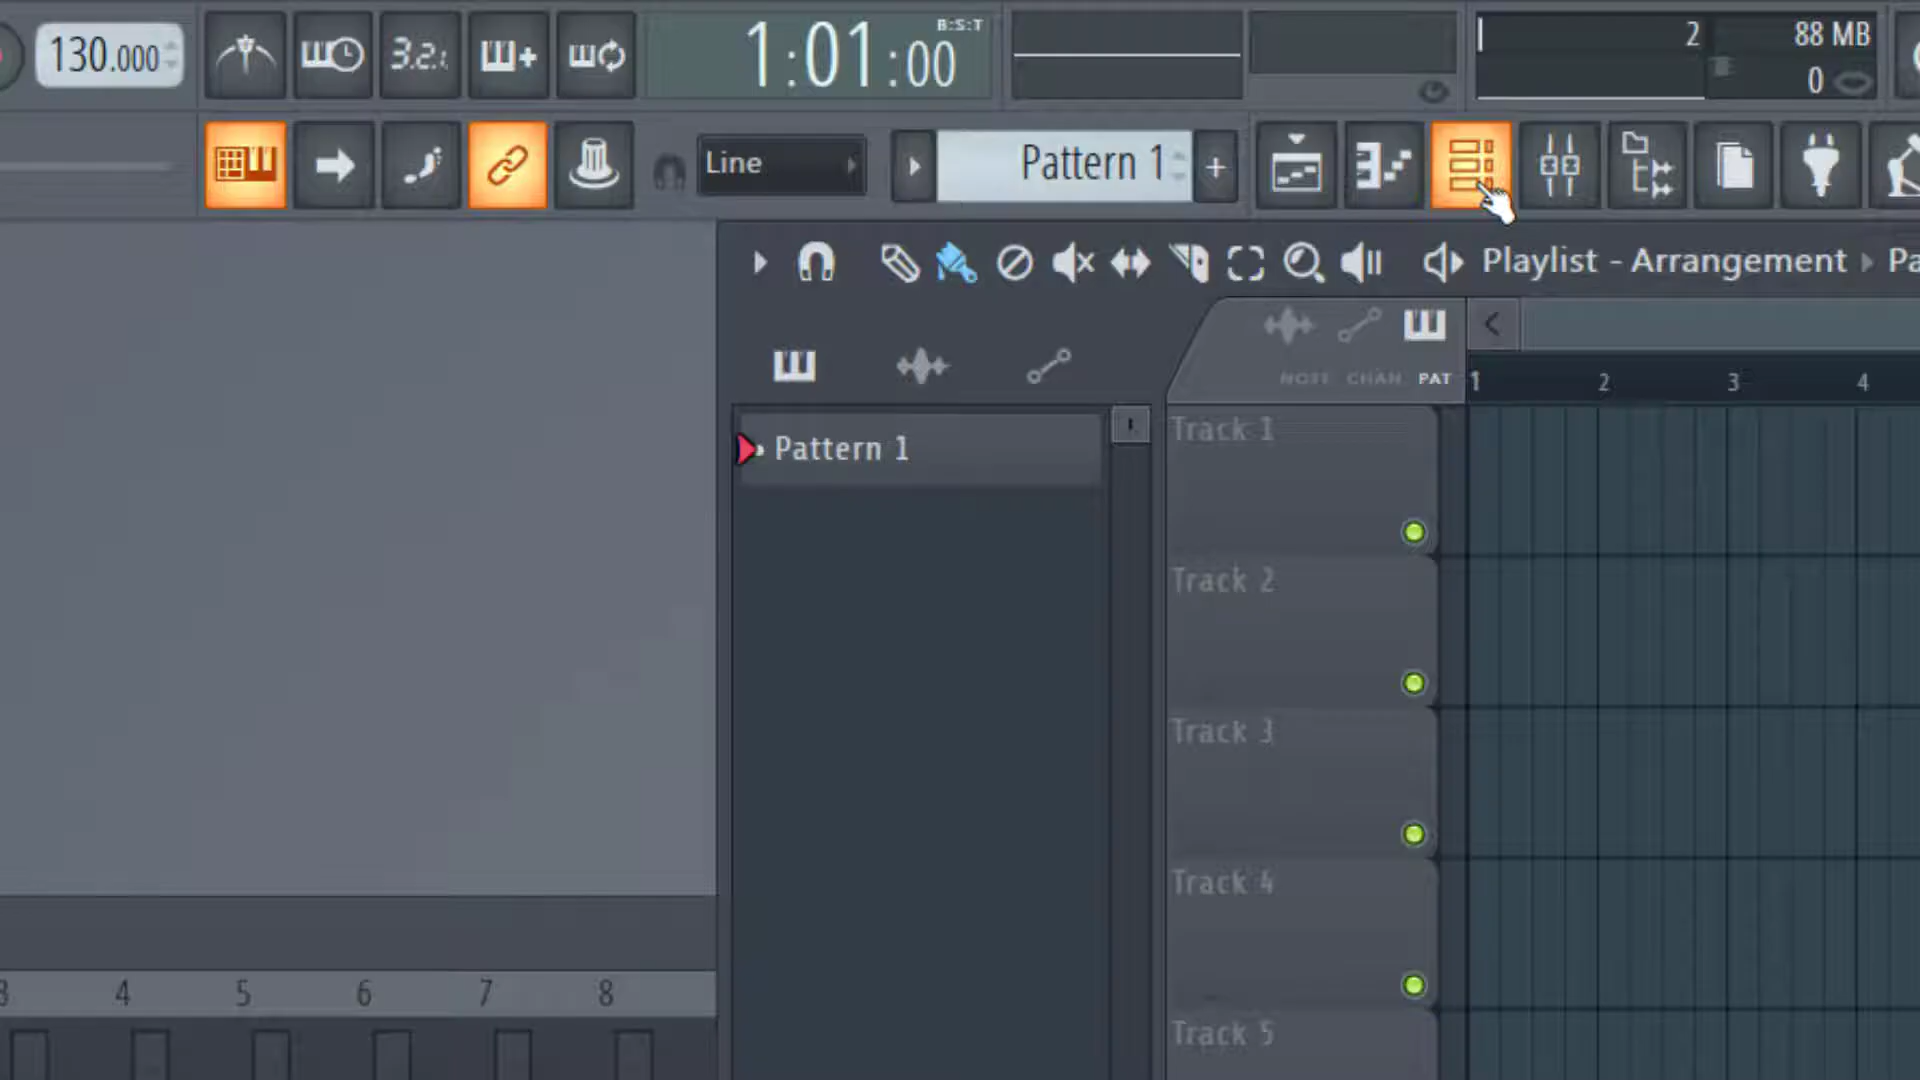 130.000
3.2.
1:01:00
B:S:T
2
88 MB
0
Line
Pattern 1
+
Playlist - Arrangement
Pa
NOTE CHAN PAT
1 2 3 4
Pattern 1
Track 1
Track 2
Track 3
Track 4
Track 5
3 4 5 6 7 8